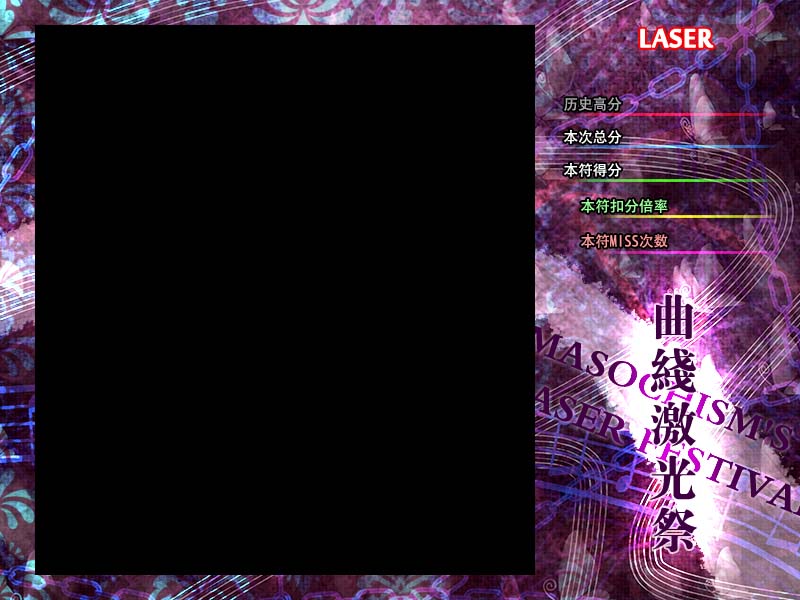 LASER
历史高分
本次总分
本符得分
本符扣分倍率
本符MISS次数
曲綫激光祭
MASOCHISM'S
LASER FESTIVAL